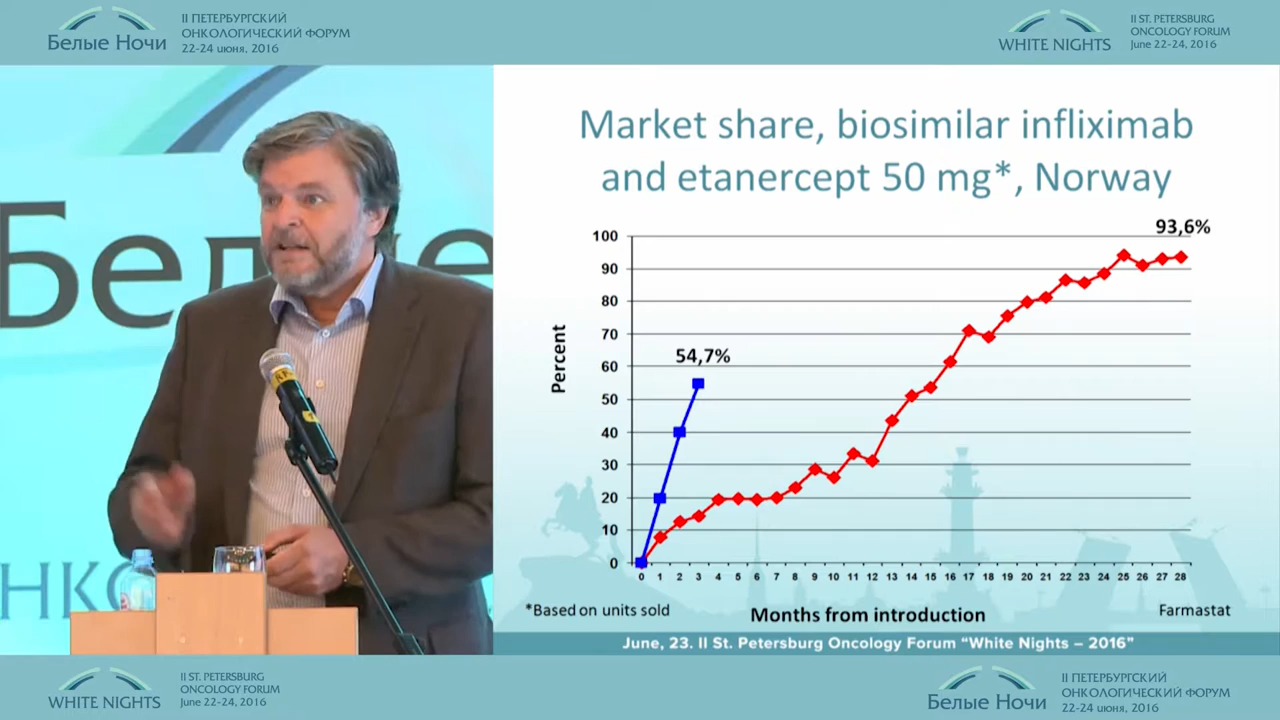 Белые Ночи
II ПЕТЕРБУРГСКИЙ
ОНКОЛОГИЧЕСКИЙ ФОРУМ
22-24 июня, 2016
WHITE NIGHTS
II ST. PETERSBURG
ONCOLOGY FORUM
June 22-24, 2016
Market share, biosimilar infliximab
and etanercept 50 mg*, Norway
93,6%
54,7%
Percent
100
90
80
70
60
50
40
30
20
10
0
0 1 2 3 4 5 6 7 8 9 10 11 12 13 14 15 16 17 18 19 20 21 22 23 24 25 26 27 28
*Based on units sold
Months from introduction
Farmastat
June, 23. II St. Petersburg Oncology Forum “White Nights – 2016”
WHITE NIGHTS
II ST. PETERSBURG
ONCOLOGY FORUM
June 22-24, 2016
Белые Ночи
II ПЕТЕРБУРГСКИЙ
ОНКОЛОГИЧЕСКИЙ ФОРУМ
22-24 июня, 2016